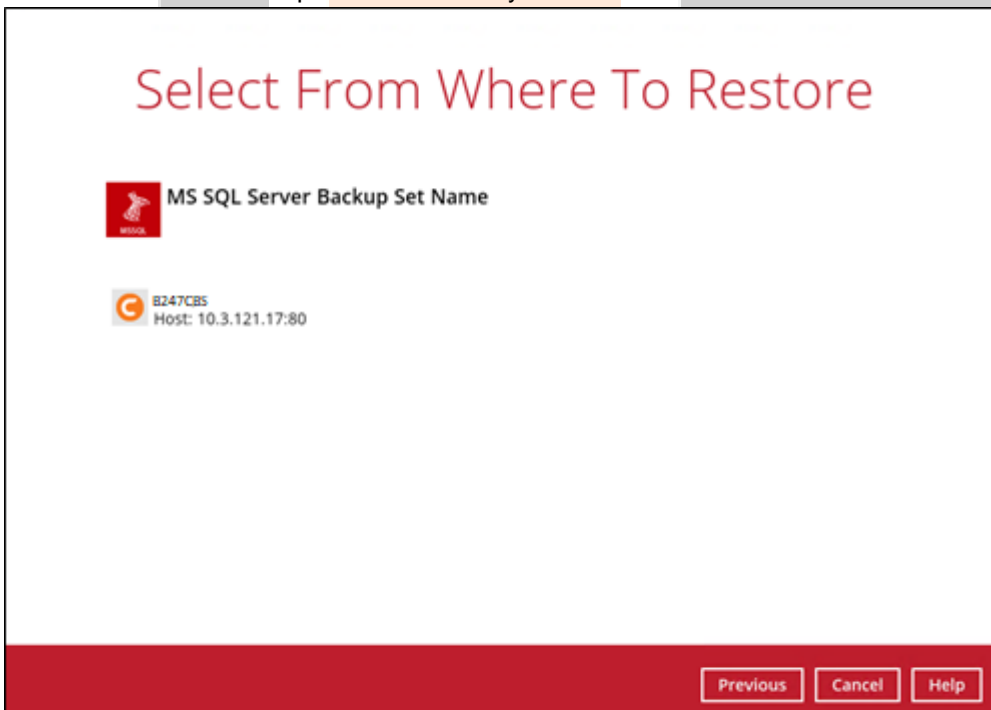 Select From Where To Restore
MS SQL Server Backup Set Name
MSSQL
B247CBS
Host: 10.3.121.17:80
Previous
Cancel
Help